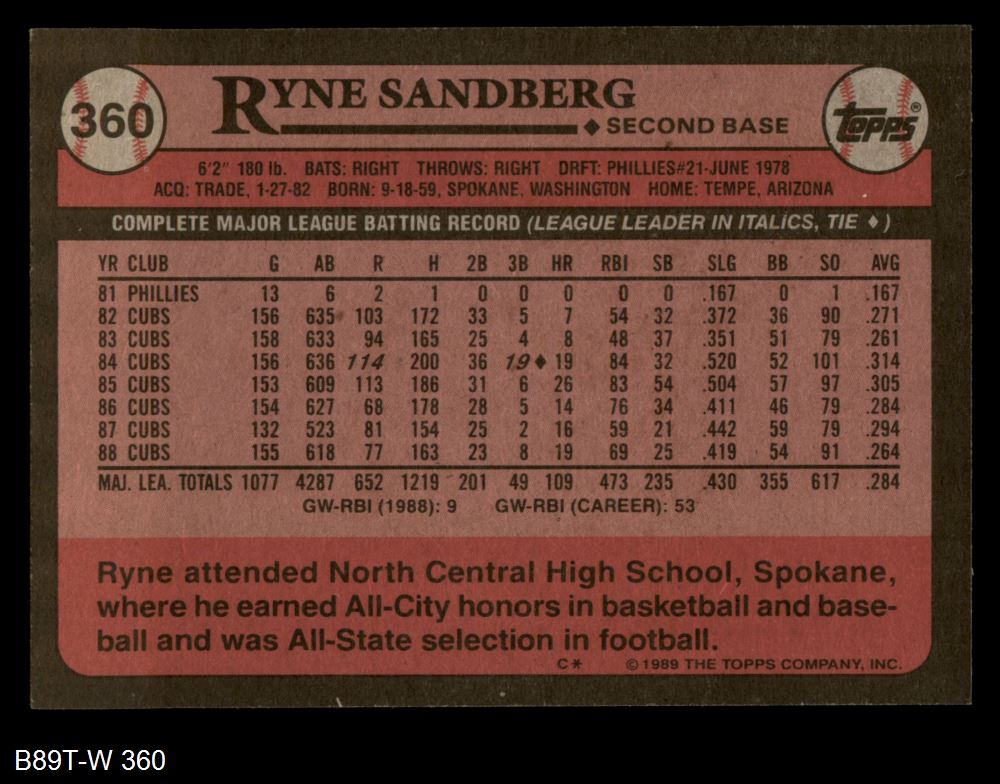 360
RYNE SANDBERG
◆ SECOND BASE
topps®
6'2" 180 lb. BATS: RIGHT THROWS: RIGHT DRFT: PHILLIES#21-JUNE 1978
ACQ: TRADE, 1-27-82 BORN: 9-18-59, SPOKANE, WASHINGTON HOME: TEMPE, ARIZONA
COMPLETE MAJOR LEAGUE BATTING RECORD (LEAGUE LEADER IN ITALICS, TIE ♦)
YR CLUB G AB R H 2B 3B HR RBI SB SLG BB SO AVG
81 PHILLIES 13 6 2 1 0 0 0 0 0 .167 0 1 .167
82 CUBS 156 635 103 172 33 5 7 54 32 .372 36 90 .271
83 CUBS 158 633 94 165 25 4 8 48 37 .351 51 79 .261
84 CUBS 156 636 114 200 36 19♦ 19 84 32 .520 52 101 .314
85 CUBS 153 609 113 186 31 6 26 83 54 .504 57 97 .305
86 CUBS 154 627 68 178 28 5 14 76 34 .411 46 79 .284
87 CUBS 132 523 81 154 25 2 16 59 21 .442 59 79 .294
88 CUBS 155 618 77 163 23 8 19 69 25 .419 54 91 .264
MAJ. LEA. TOTALS 1077 4287 652 1219 201 49 109 473 235 .430 355 617 .284
GW-RBI (1988): 9 GW-RBI (CAREER): 53
Ryne attended North Central High School, Spokane,
where he earned All-City honors in basketball and base-
ball and was All-State selection in football.
C* © 1989 THE TOPPS COMPANY, INC.
B89T-W 360